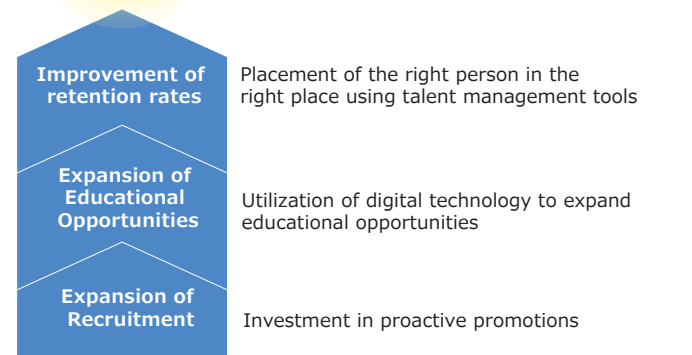 Improvement of
retention rates
Placement of the right person in the
right place using talent management tools
Expansion of
Educational
Opportunities
Utilization of digital technology to expand
educational opportunities
Expansion of
Recruitment
Investment in proactive promotions